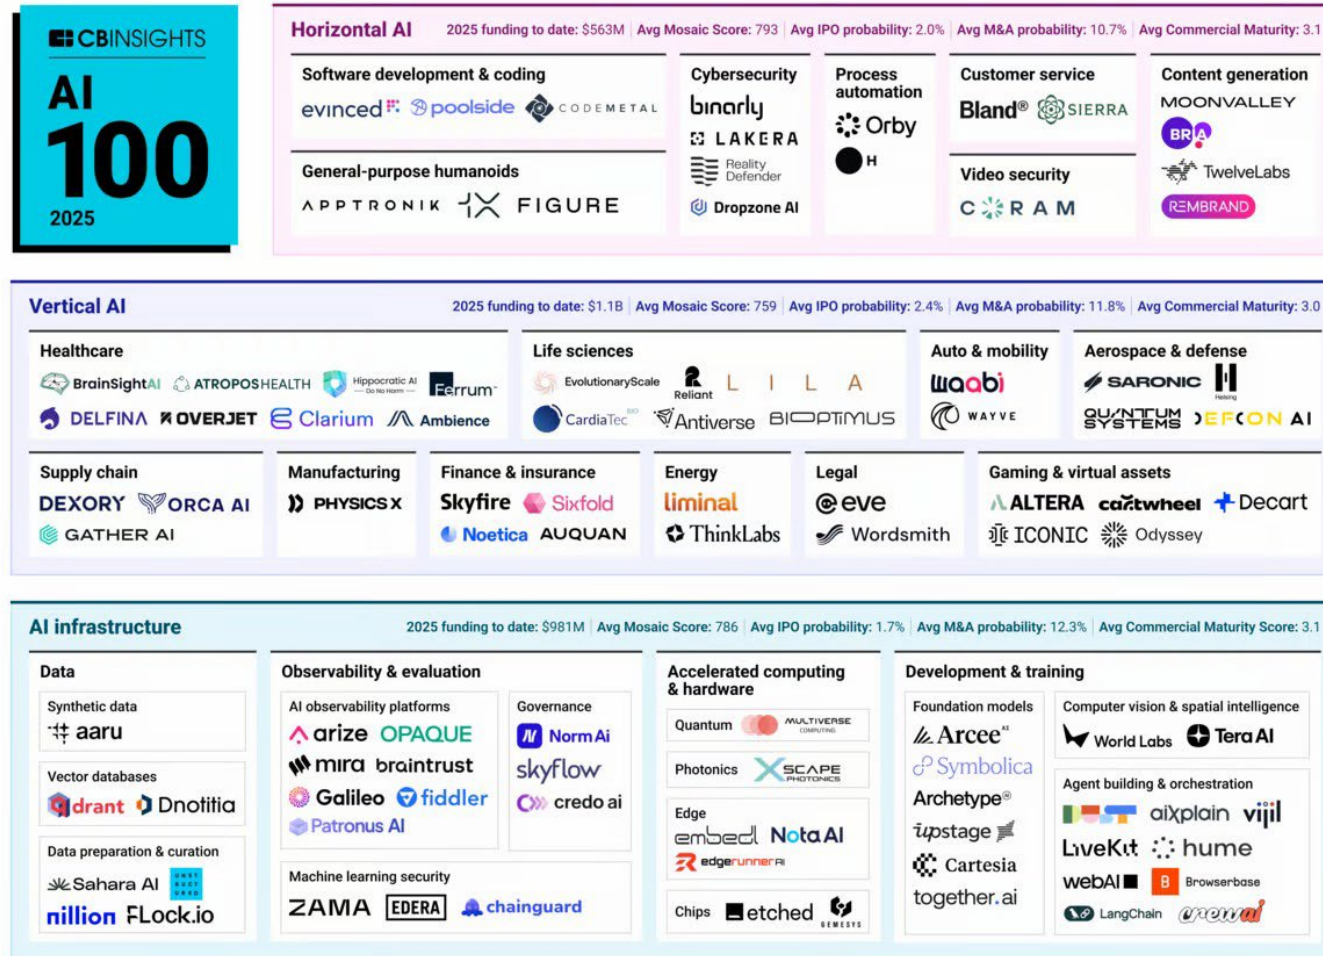 CBINSIGHTS
AI
100
2025
Horizontal AI
2025 funding to date: $563M | Avg Mosaic Score: 793 | Avg IPO probability: 2.0% | Avg M&A probability: 10.7% | Avg Commercial Maturity: 3.1
Software development & coding
evinced poolside CODEMETAL
General-purpose humanoids
APPTRONIK 1X FIGURE
Cybersecurity
binarly
LAKERA
Reality
Defender
Dropzone AI
Process
automation
Orby
H
Customer service
Bland® SIERRA
Video security
CORAM
Content generation
MOONVALLEY
BRIA
TwelveLabs
REMBRAND
Vertical AI
2025 funding to date: $1.1B | Avg Mosaic Score: 759 | Avg IPO probability: 2.4% | Avg M&A probability: 11.8% | Avg Commercial Maturity: 3.0
Healthcare
BrainSightAI ATROPOSHEALTH Hippocratic AI Ferrum
Do No Harm
DELFINA OVERJET Clarium Ambience
Life sciences
EvolutionaryScale Reliant LILA
CardiaTec BIO Antiverse BIOPTIMUS
Auto & mobility
waabi
WAYVE
Aerospace & defense
SARONIC Helsing
QUANTUM
SYSTEMS DEFCON AI
Supply chain
DEXORY ORCA AI
GATHER AI
Manufacturing
PHYSICS X
Finance & insurance
Skyfire Sixfold
Noetica AUQUAN
Energy
liminal
ThinkLabs
Legal
eve
Wordsmith
Gaming & virtual assets
ALTERA cartwheel Decart
ICONIC Odyssey
AI infrastructure
2025 funding to date: $981M | Avg Mosaic Score: 786 | Avg IPO probability: 1.7% | Avg M&A probability: 12.3% | Avg Commercial Maturity Score: 3.1
Data
Synthetic data
aaru
Vector databases
qdrant Dnotitia
Data preparation & curation
Sahara AI UNSTRUCTURED
nillion FLock.io
Observability & evaluation
AI observability platforms
arize OPAQUE
mira braintrust
Galileo fiddler
Patronus AI
Governance
Norm Ai
skyflow
credo ai
Machine learning security
ZAMA EDERA chainguard
Accelerated computing
& hardware
Quantum MULTIVERSE
COMPUTING
Photonics XSCAPE
PHOTONICS
Edge
embedl Nota AI
edgerunner AI
Chips etched GEMESYS
Development & training
Foundation models
Arcee AI
Symbolica
Archetype AI
upstage
Cartesia
together.ai
Computer vision & spatial intelligence
World Labs Tera AI
Agent building & orchestration
DUST aiXplain vijil
LiveKit hume
webAI B Browserbase
LangChain crewai